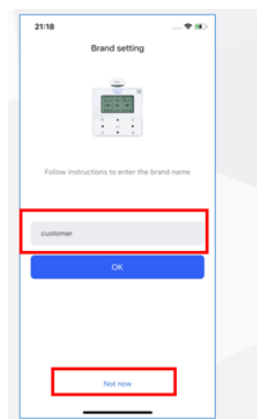 21:18
Brand setting
Follow instructions to enter the brand name
customer
OK
Not now